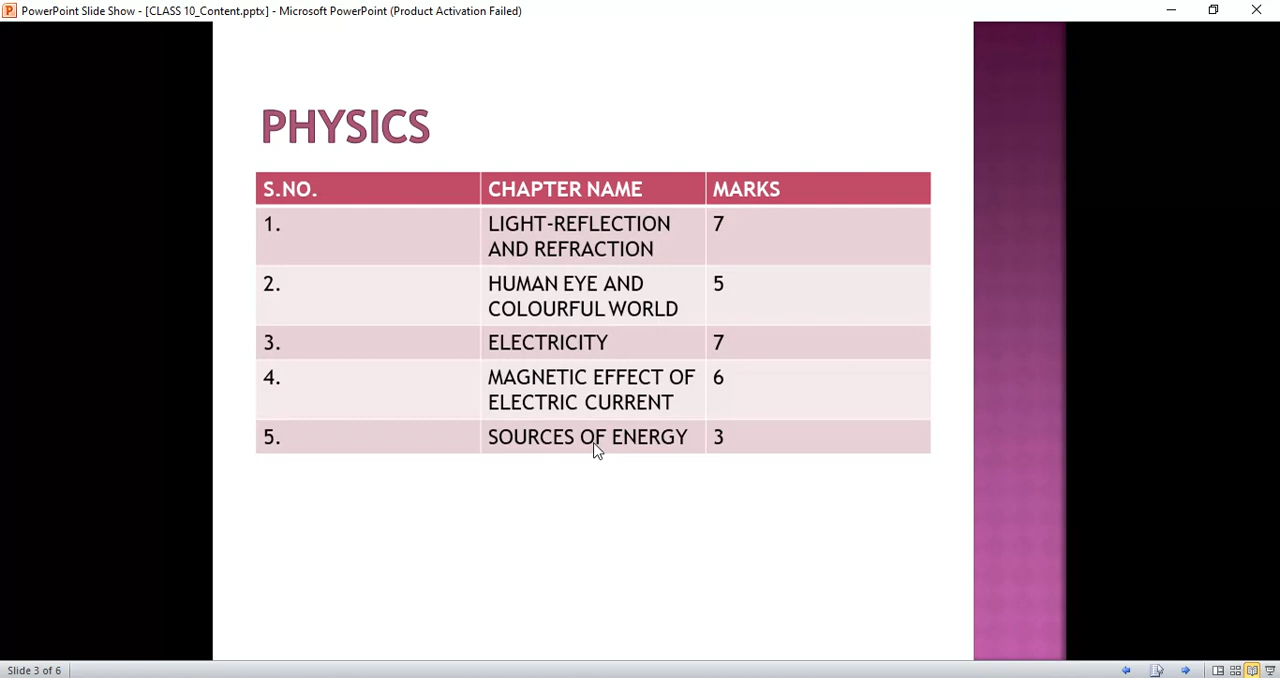 PowerPoint Slide Show - [CLASS 10_Content.pptx] - Microsoft PowerPoint (Product Activation Failed)
PHYSICS
S.NO. CHAPTER NAME MARKS
1. LIGHT-REFLECTION 7
AND REFRACTION
2. HUMAN EYE AND 5
COLOURFUL WORLD
3. ELECTRICITY 7
4. MAGNETIC EFFECT OF 6
ELECTRIC CURRENT
5. SOURCES OF ENERGY 3
Slide 3 of 6